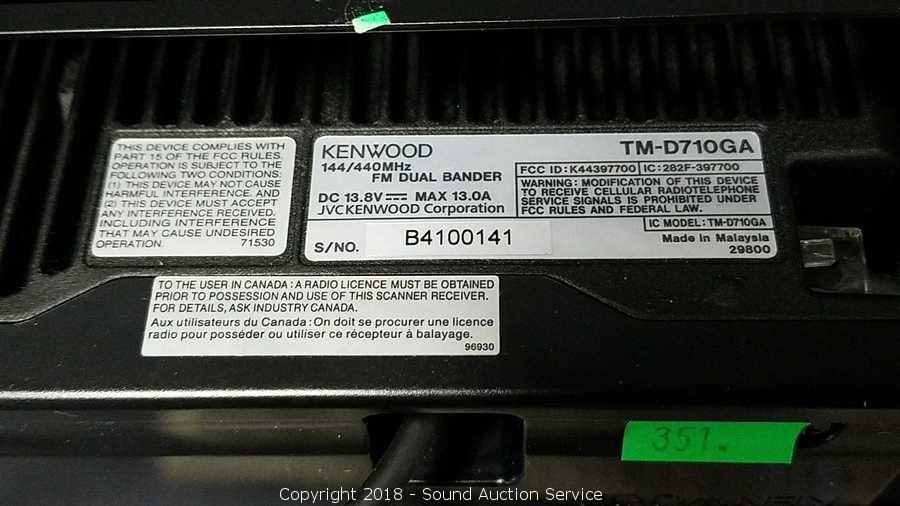 THIS DEVICE COMPLIES WITH
PART 15 OF THE FCC RULES.
OPERATION IS SUBJECT TO THE
FOLLOWING TWO CONDITIONS:
(1) THIS DEVICE MAY NOT CAUSE
HARMFUL INTERFERENCE, AND
(2) THIS DEVICE MUST ACCEPT
ANY INTERFERENCE RECEIVED,
INCLUDING INTERFERENCE
THAT MAY CAUSE UNDESIRED
OPERATION. 71530
KENWOOD
144/440MHz
FM DUAL BANDER
DC 13.8V MAX 13.0A
JVCKENWOOD Corporation
S/NO. B4100141
TM-D710GA
FCC ID:K44397700 IC:282F-397700
WARNING: MODIFICATION OF THIS DEVICE
TO RECEIVE CELLULAR RADIOTELEPHONE
SERVICE SIGNALS IS PROHIBITED UNDER
FCC RULES AND FEDERAL LAW.
IC MODEL:TM-D710GA
Made in Malaysia
29800
TO THE USER IN CANADA:A RADIO LICENCE MUST BE OBTAINED
PRIOR TO POSSESSION AND USE OF THIS SCANNER RECEIVER.
FOR DETAILS, ASK INDUSTRY CANADA.
Aux utilisateurs du Canada:On doit se procurer une licence
radio pour posséder ou utiliser ce récepteur à balayage.
96930
351.
Copyright 2018 - Sound Auction Service